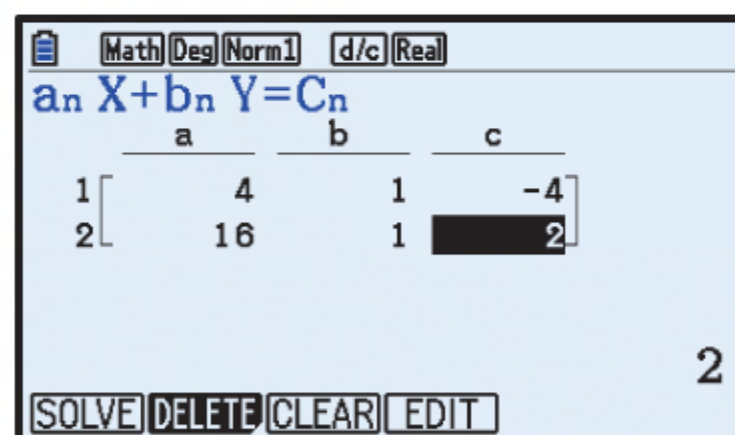 Math Deg Norm1 d/c Real
an X+bn Y=Cn
a b c
1 4 1 -4
2 16 1 2
2
SOLVE DELETE CLEAR EDIT